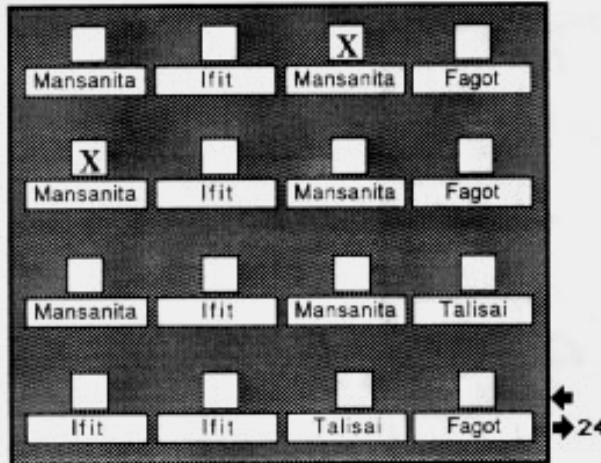 X
Mansanita Ifit Mansanita Fagot
X
Mansanita Ifit Mansanita Fagot
Mansanita Ifit Mansanita Talisai
Ifit Ifit Talisai Fagot
24